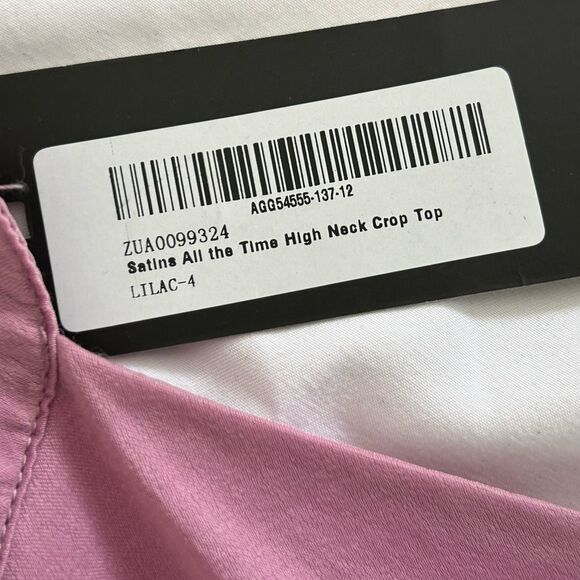 AGG54555-137-12
ZUA0099324
Satins All the Time High Neck Crop Top
LILAC-4